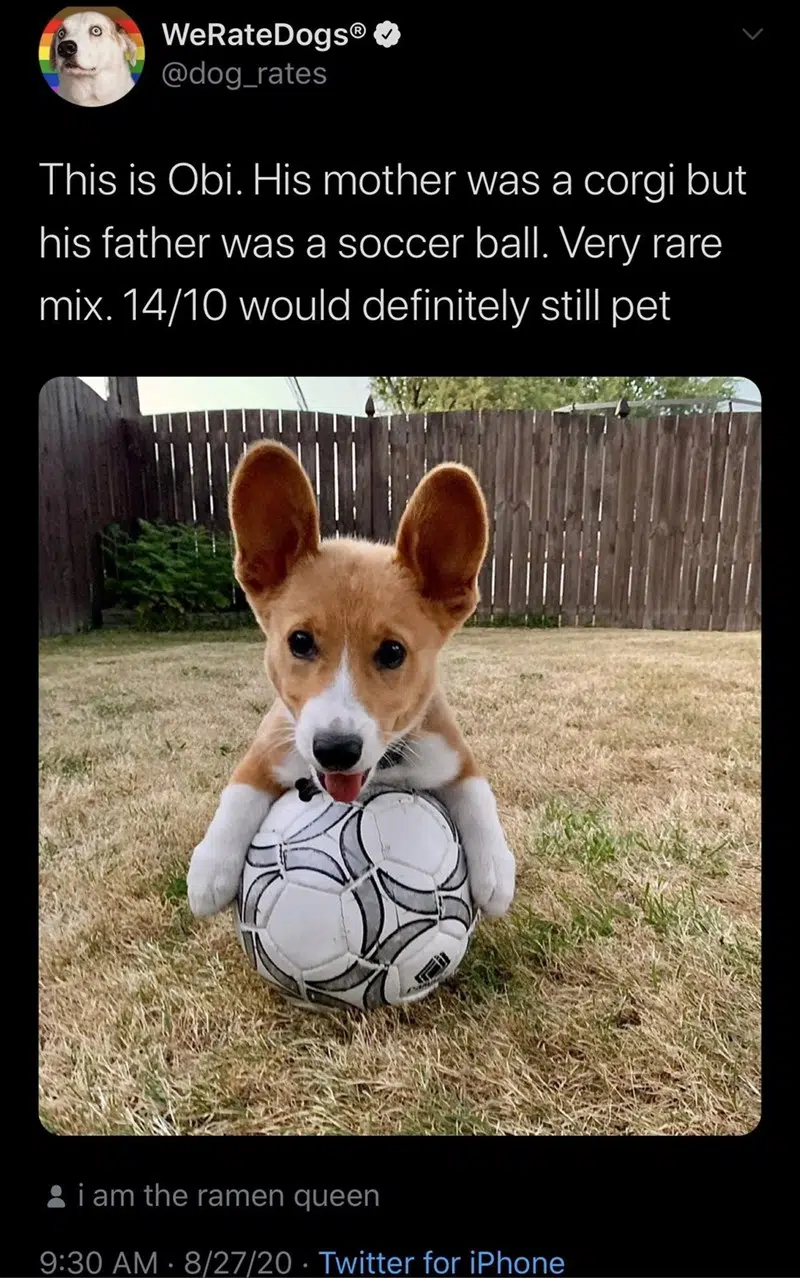 WeRateDogs®
@dog_rates
This is Obi. His mother was a corgi but
his father was a soccer ball. Very rare
mix. 14/10 would definitely still pet
i am the ramen queen
9:30 AM · 8/27/20 · Twitter for iPhone